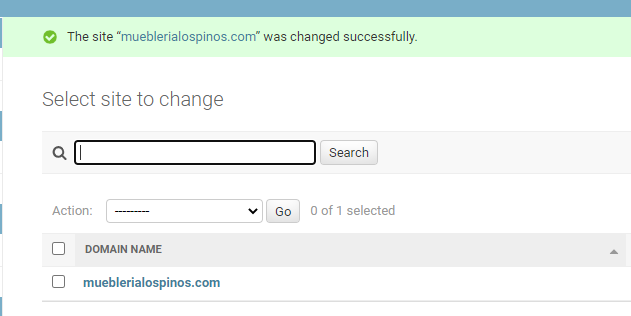 The site “mueblerialospinos.com” was changed successfully.
Select site to change
Search
Action: --------- Go 0 of 1 selected
DOMAIN NAME
mueblerialospinos.com